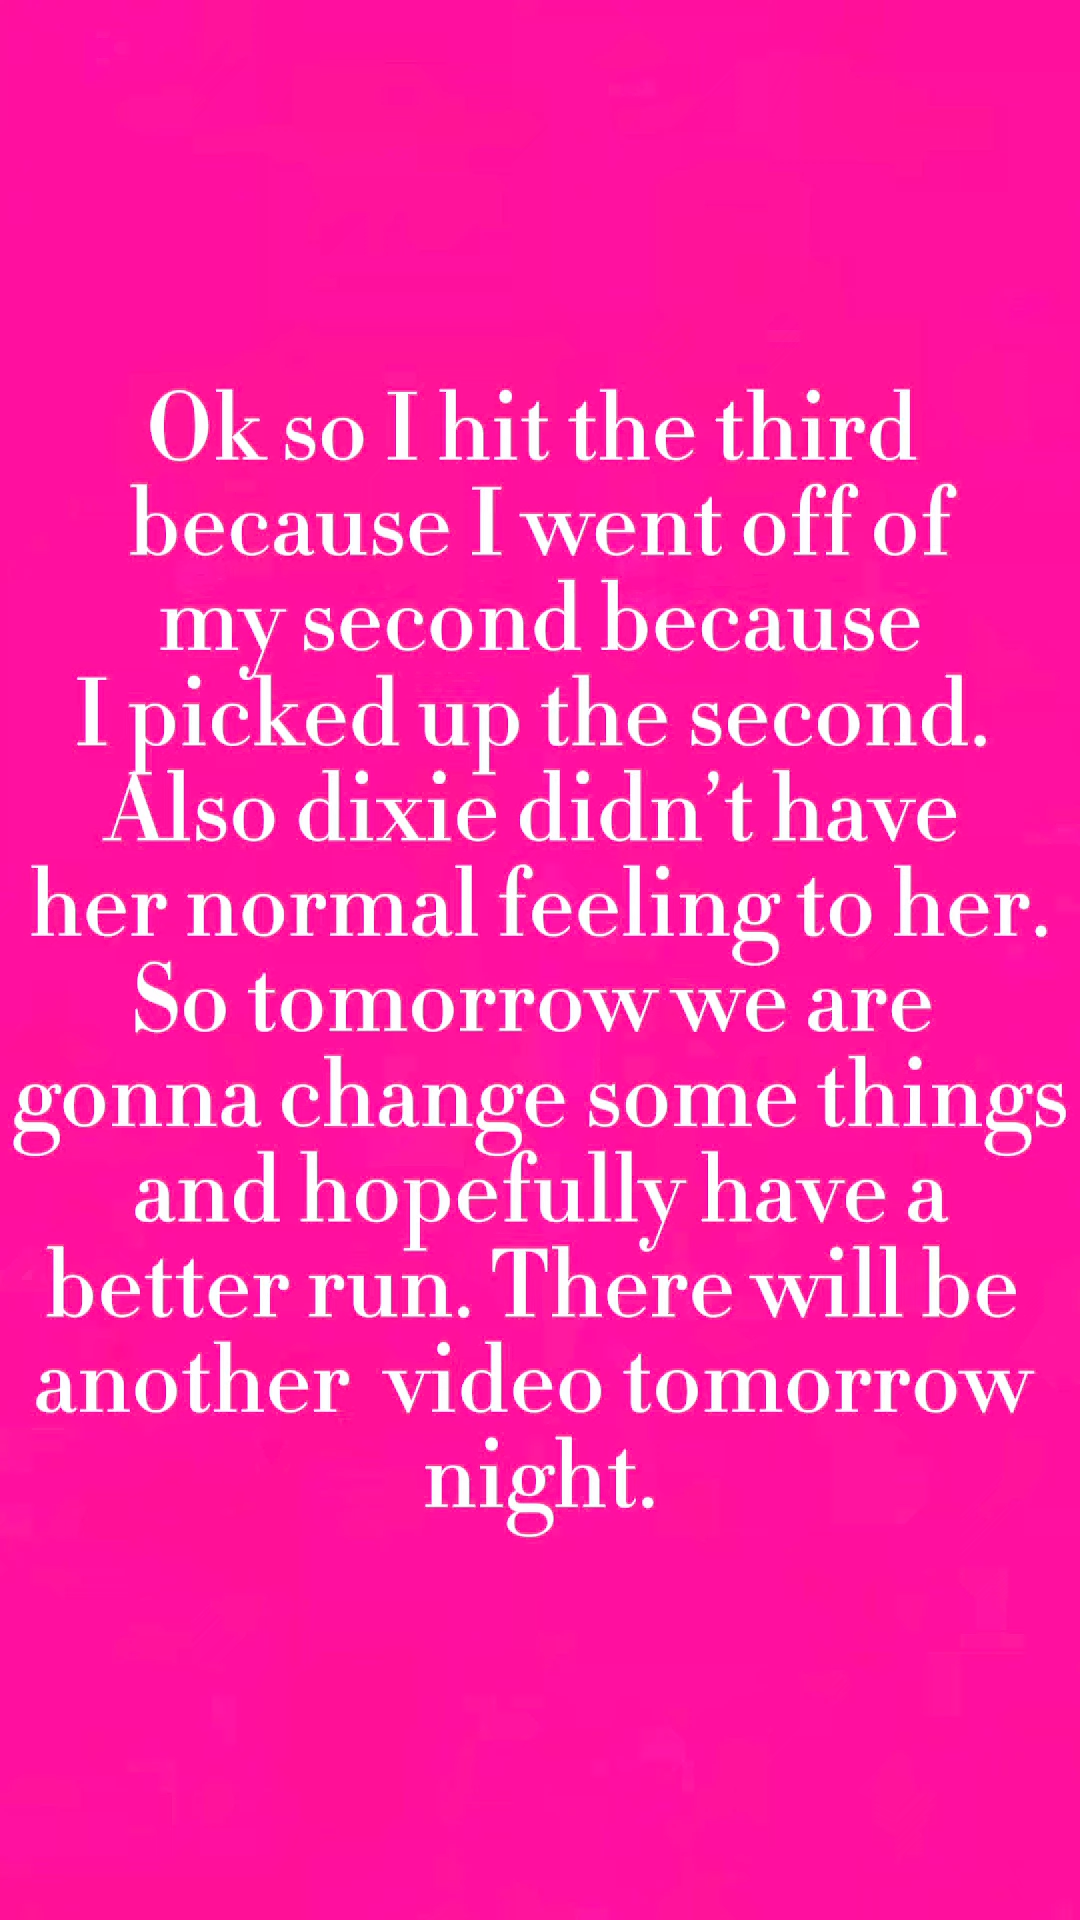 Ok so I hit the third
because I went off of
my second because
I picked up the second.
Also dixie didn’t have
her normal feeling to her.
So tomorrow we are
gonna change some things
and hopefully have a
better run. There will be
another  video tomorrow
night.